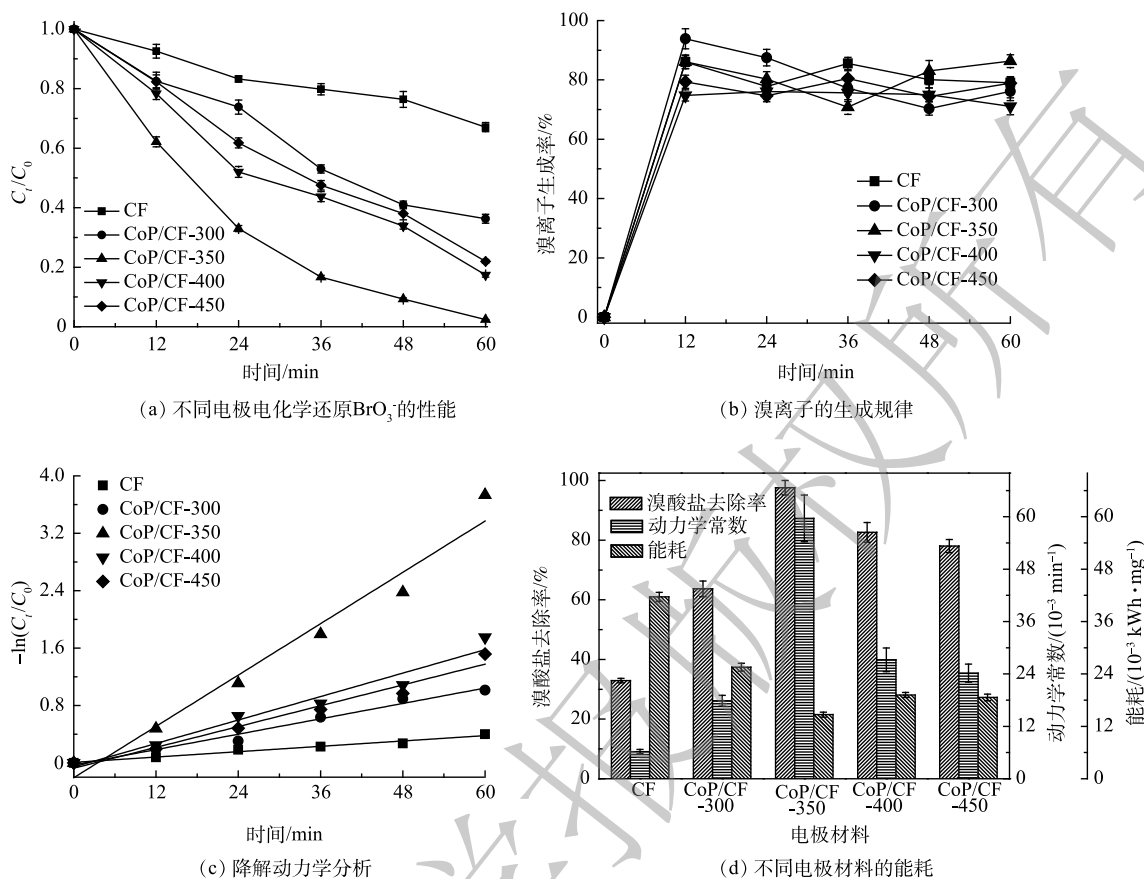 1.0
0.8
0.6
0.4
0.2
0
Cₜ/C₀
CF
CoP/CF-300
CoP/CF-350
CoP/CF-400
CoP/CF-450
0 12 24 36 48 60
时间/min
(a) 不同电极电化学还原BrO₃⁻的性能
100
80
60
40
20
0
溴离子生成率/%
CF
CoP/CF-300
CoP/CF-350
CoP/CF-400
CoP/CF-450
0 12 24 36 48 60
时间/min
(b) 溴离子的生成规律
4.0
3.2
2.4
1.6
0.8
0
−ln(Cₜ/C₀)
CF
CoP/CF-300
CoP/CF-350
CoP/CF-400
CoP/CF-450
0 12 24 36 48 60
时间/min
(c) 降解动力学分析
100
80
60
40
20
0
溴酸盐去除率/%
溴酸盐去除率
动力学常数
能耗
60
48
36
24
12
0
动力学常数/(10⁻³ min⁻¹)
60
48
36
24
12
0
能耗/(10⁻³ kWh·mg⁻¹)
CF CoP/CF CoP/CF CoP/CF CoP/CF
-300 -350 -400 -450
电极材料
(d) 不同电极材料的能耗
学报版权所有